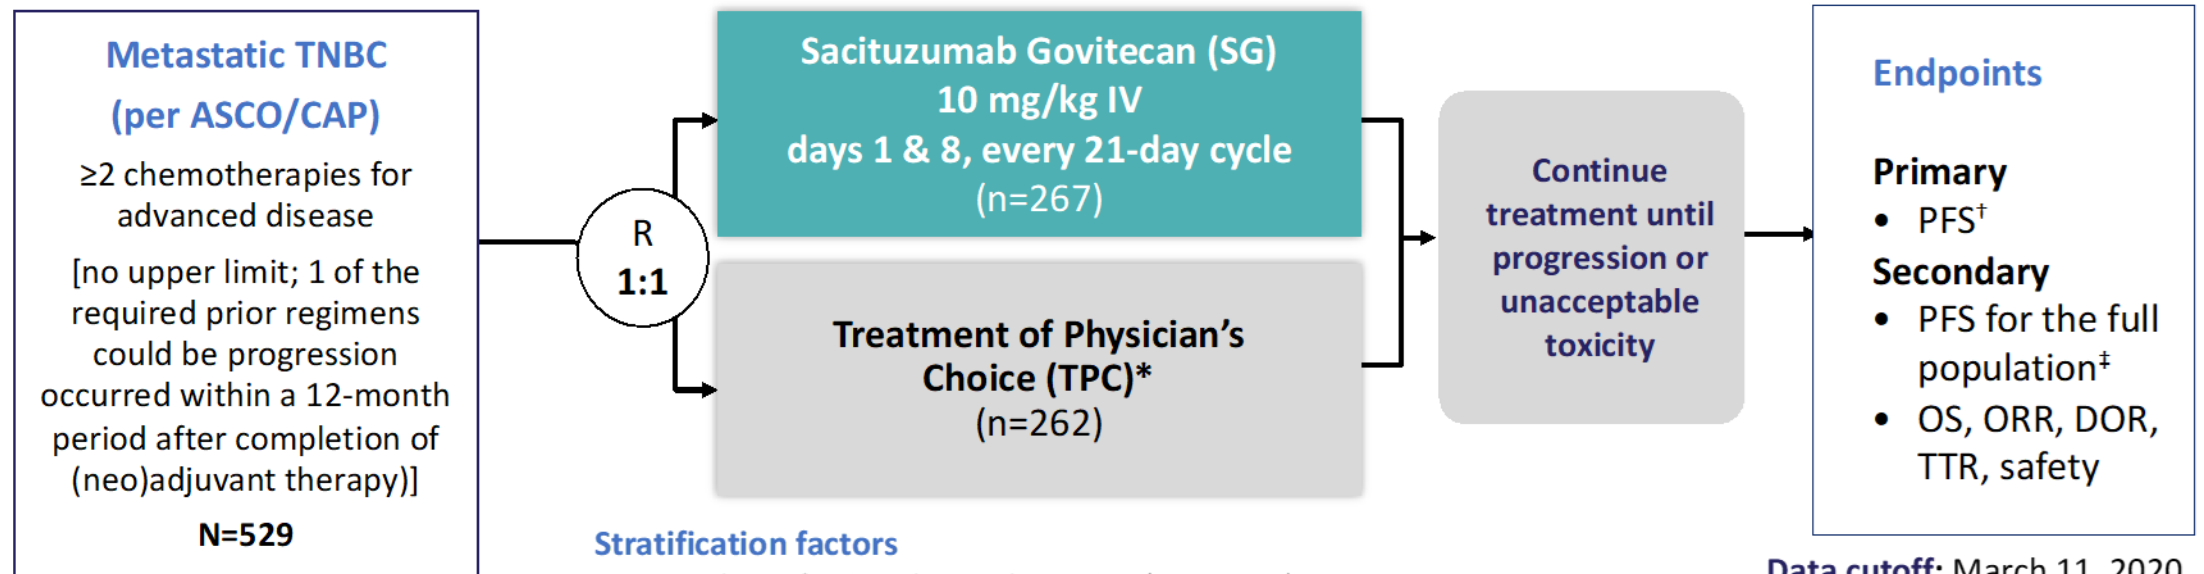 Metastatic TNBC
(per ASCO/CAP)
≥2 chemotherapies for
advanced disease
[no upper limit; 1 of the
required prior regimens
could be progression
occurred within a 12-month
period after completion of
(neo)adjuvant therapy)]
N=529
R
1:1
Sacituzumab Govitecan (SG)
10 mg/kg IV
days 1 & 8, every 21-day cycle
(n=267)
Treatment of Physician’s
Choice (TPC)*
(n=262)
Stratification factors
Continue
treatment until
progression or
unacceptable
toxicity
Endpoints
Primary
• PFS†
Secondary
• PFS for the full
population‡
• OS, ORR, DOR,
TTR, safety
Data cutoff: March 11, 2020